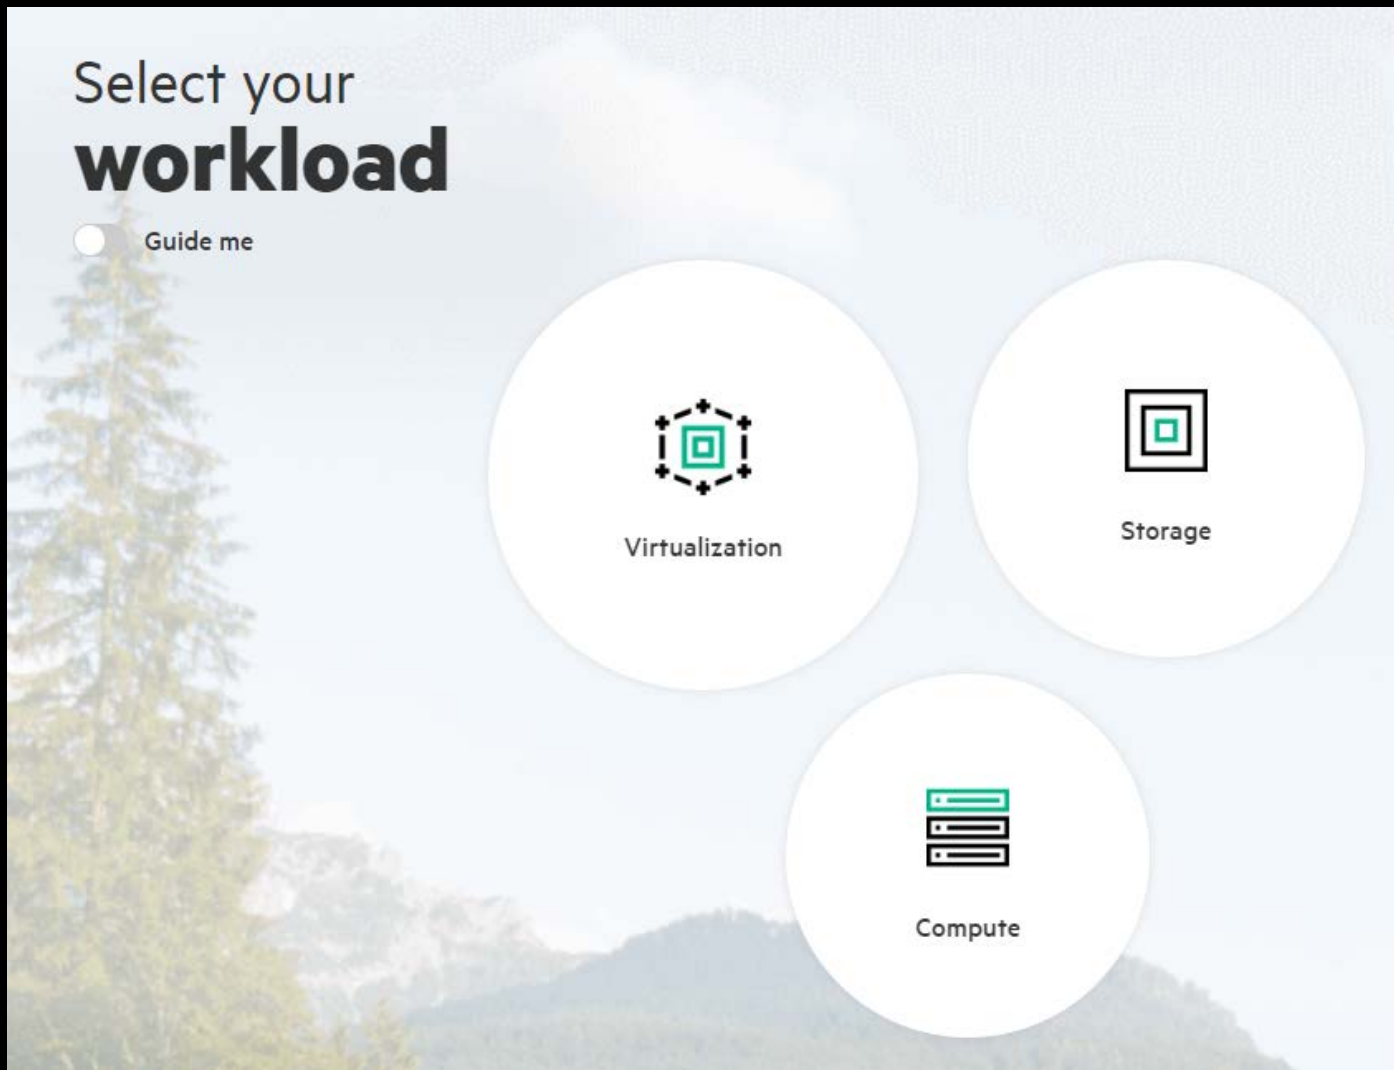 Select your
workload
Guide me
Virtualization
Storage
Compute